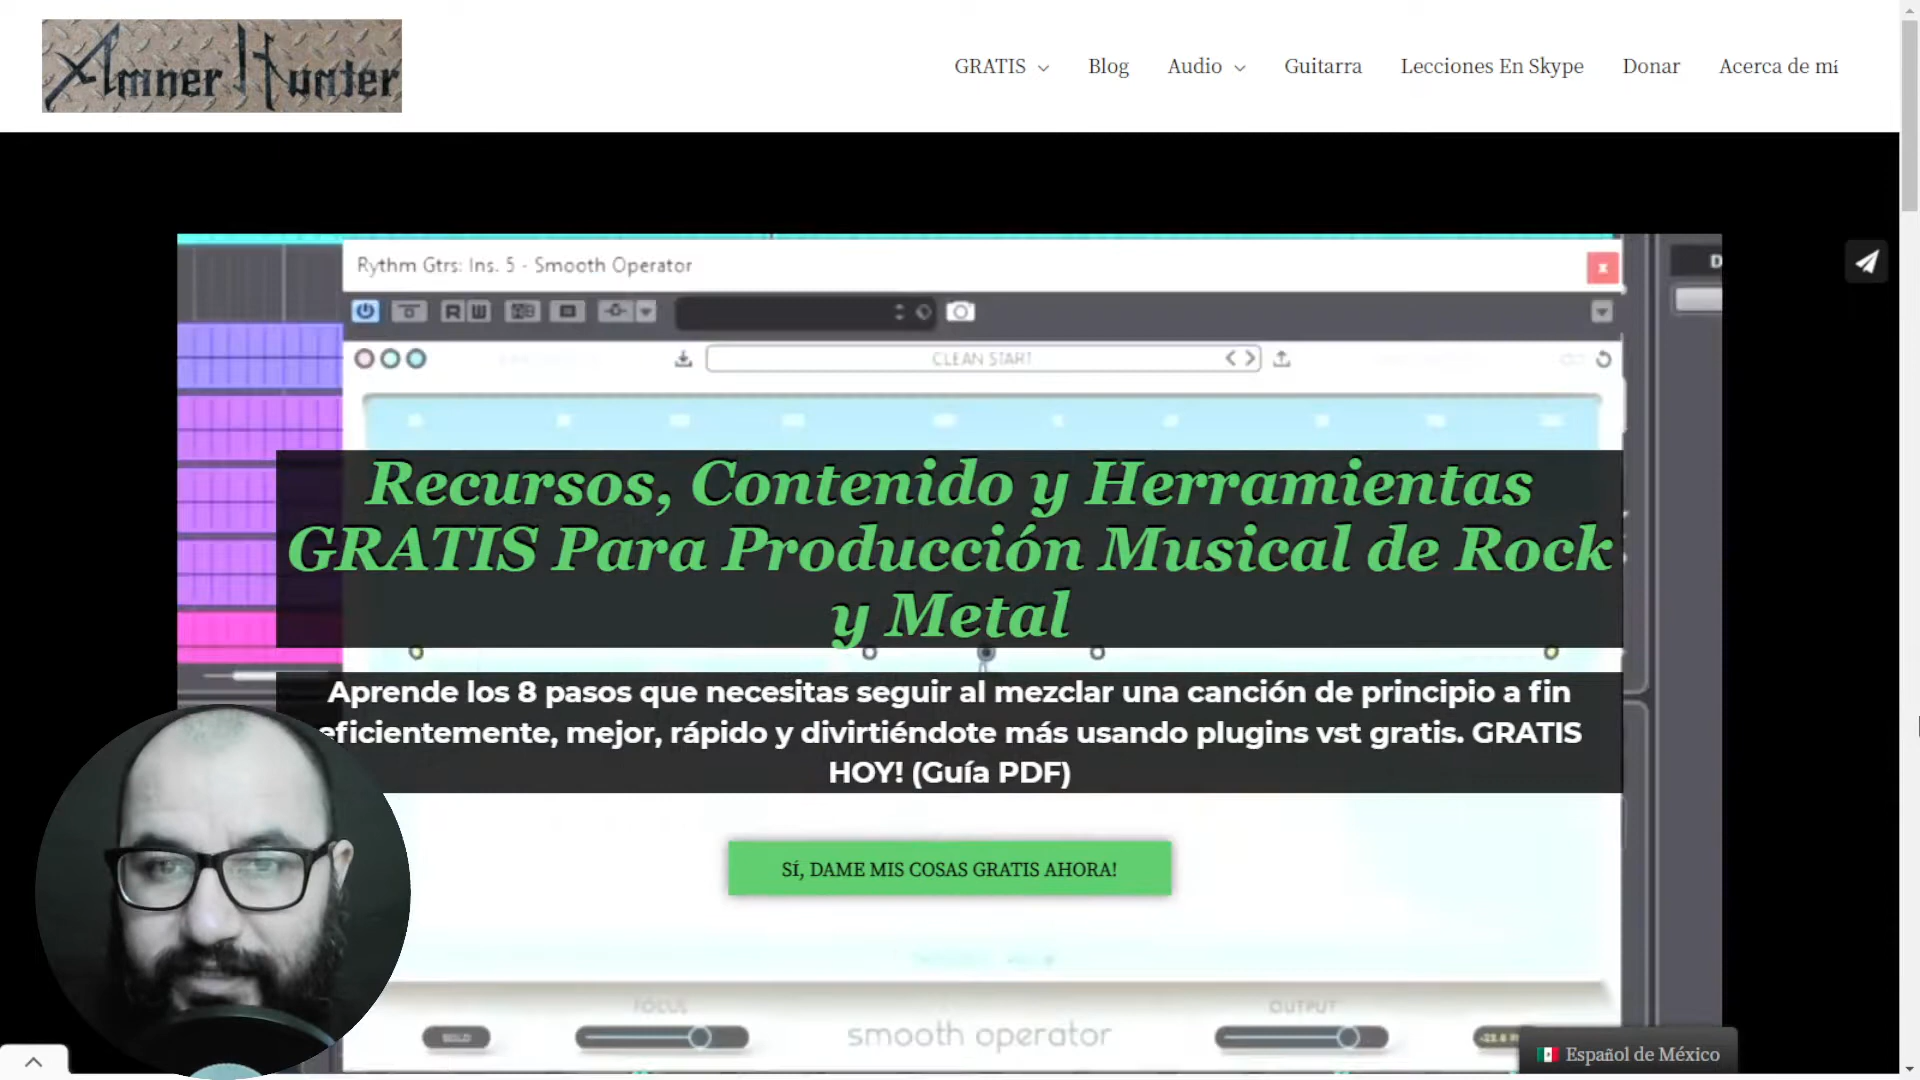 Amner Hunter
GRATIS
Blog
Audio
Guitarra
Lecciones En Skype
Donar
Acerca de mí
Rythm Gtrs: Ins. 5 - Smooth Operator
x
D
R W
CLEAN START
Recursos, Contenido y Herramientas
GRATIS Para Producción Musical de Rock
y Metal
Aprende los 8 pasos que necesitas seguir al mezclar una canción de principio a fin
eficientemente, mejor, rápido y divirtiéndote más usando plugins vst gratis. GRATIS
HOY! (Guía PDF)
SÍ, DAME MIS COSAS GRATIS AHORA!
FOCUS
OUTPUT
SOLO
smooth operator
Español de México